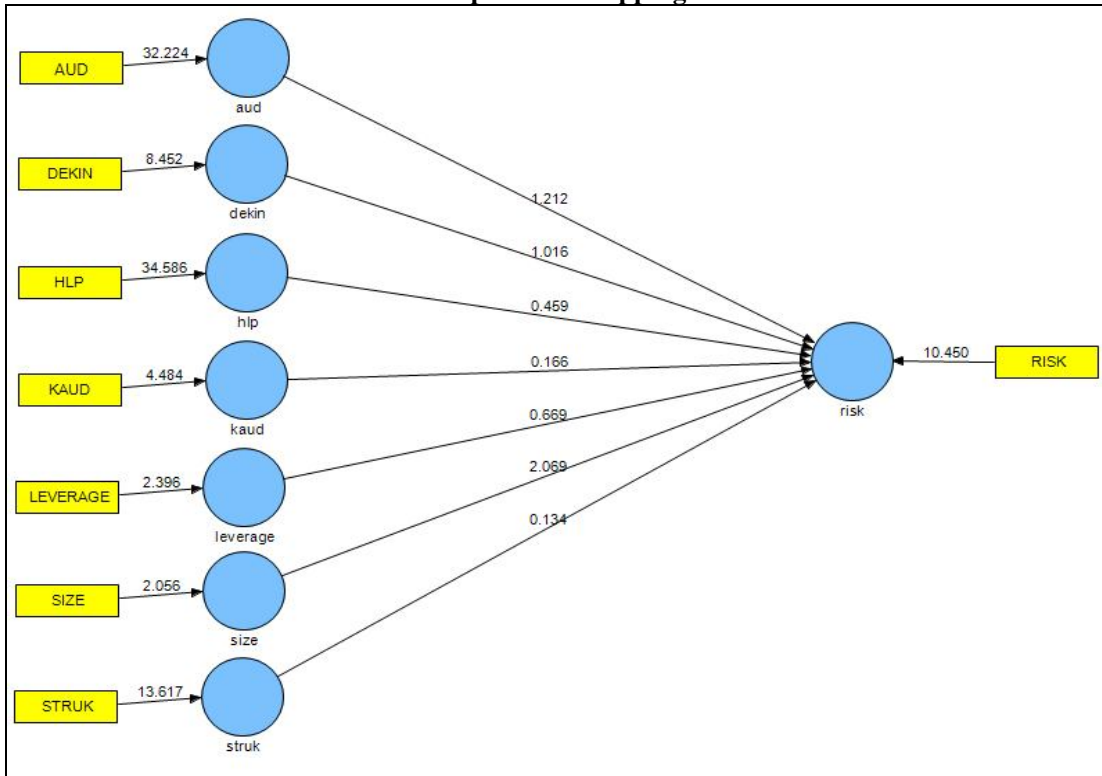 AUD
32.224
aud
1.212
DEKIN
8.452
dekin
1.016
HLP
34.586
hlp
0.459
KAUD
4.484
kaud
0.166
risk
10.450
RISK
LEVERAGE
2.396
leverage
0.669
SIZE
2.056
size
2.069
STRUK
13.617
struk
0.134